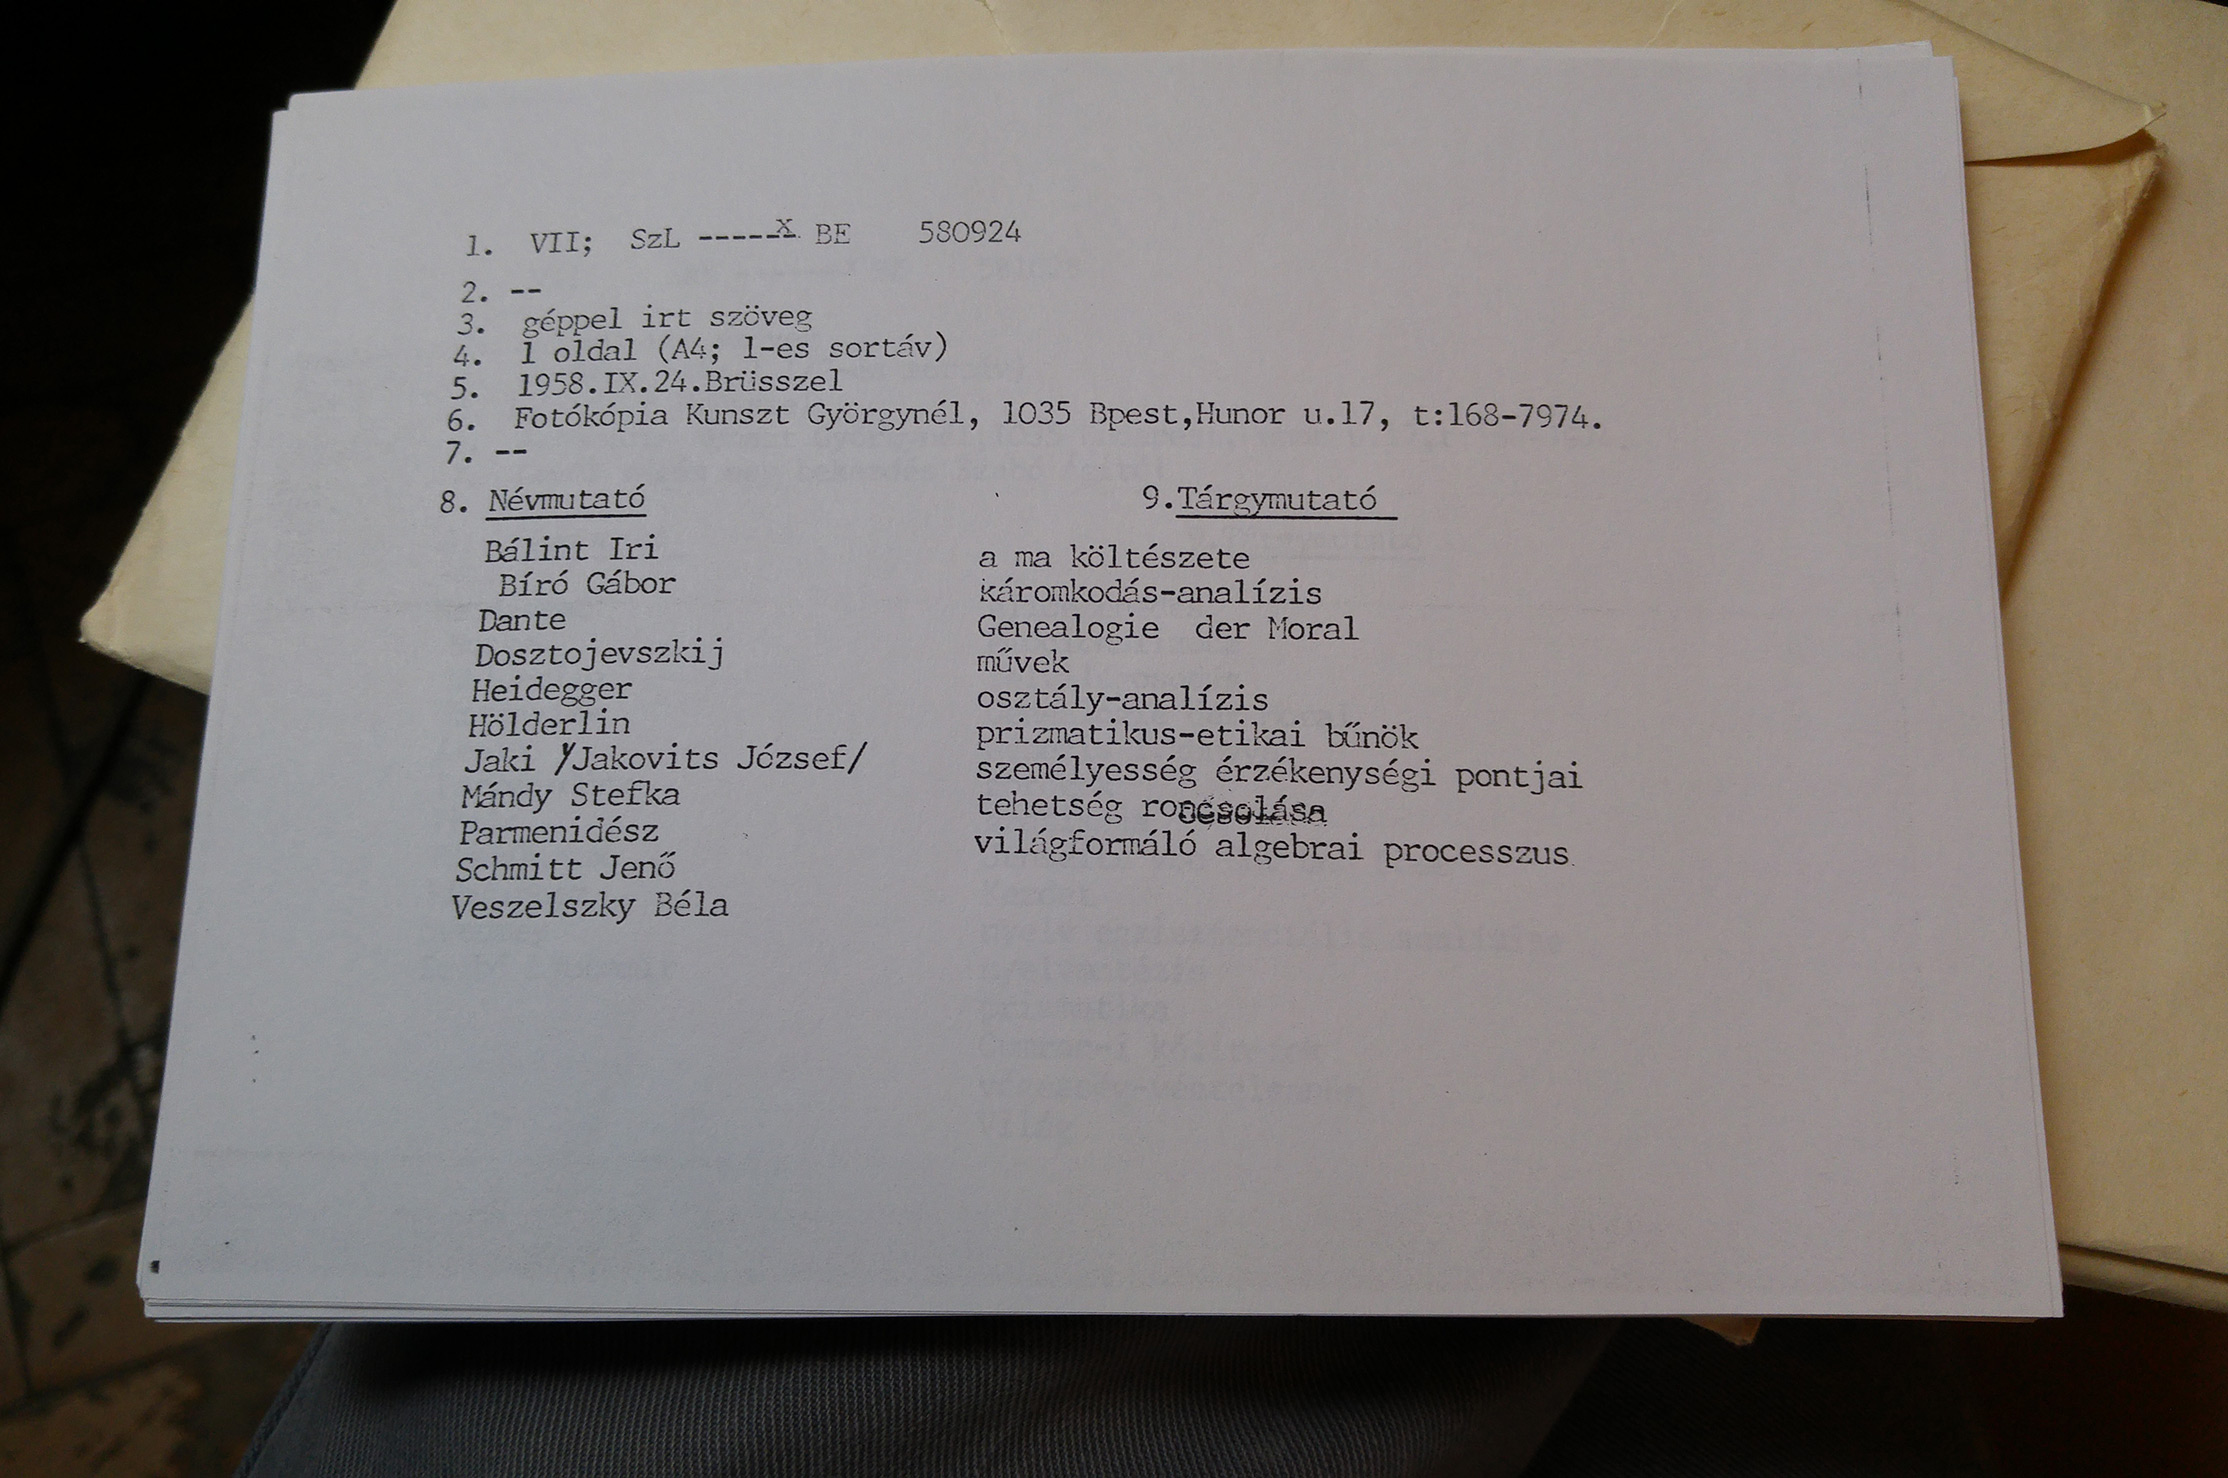 1. VII; SzL -----x BE 580924
2. --
3. géppel irt szöveg
4. 1 oldal (A4; 1-es sortáv)
5. 1958.IX.24.Brüsszel
6. Fotókópia Kunszt Györgynél, 1035 Bpest,Hunor u.17, t:168-7974.
7. --
8. Névmutató
Bálint Iri
Bíró Gábor
Dante
Dosztojevszkij
Heidegger
Hölderlin
Jaki /Jakovits József/
Mándy Stefka
Parmenidész
Schmitt Jenő
Veszelszky Béla
9.Tárgymutató
a ma költészete
káromkodás-analízis
Genealogie der Moral
művek
osztály-analízis
prizmatikus-etikai bűnök
személyesség érzékenységi pontjai
tehetség roncsolása
világformáló algebrai processzus